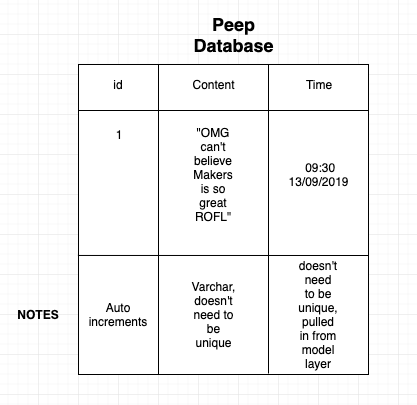 Peep
Database
id
Content
Time
1
"OMG
can't
believe
Makers
is so
great
ROFL"
09:30
13/09/2019
NOTES
Auto
increments
Varchar,
doesn't
need to
be
unique
doesn't
need
to be
unique,
pulled
in from
model
layer